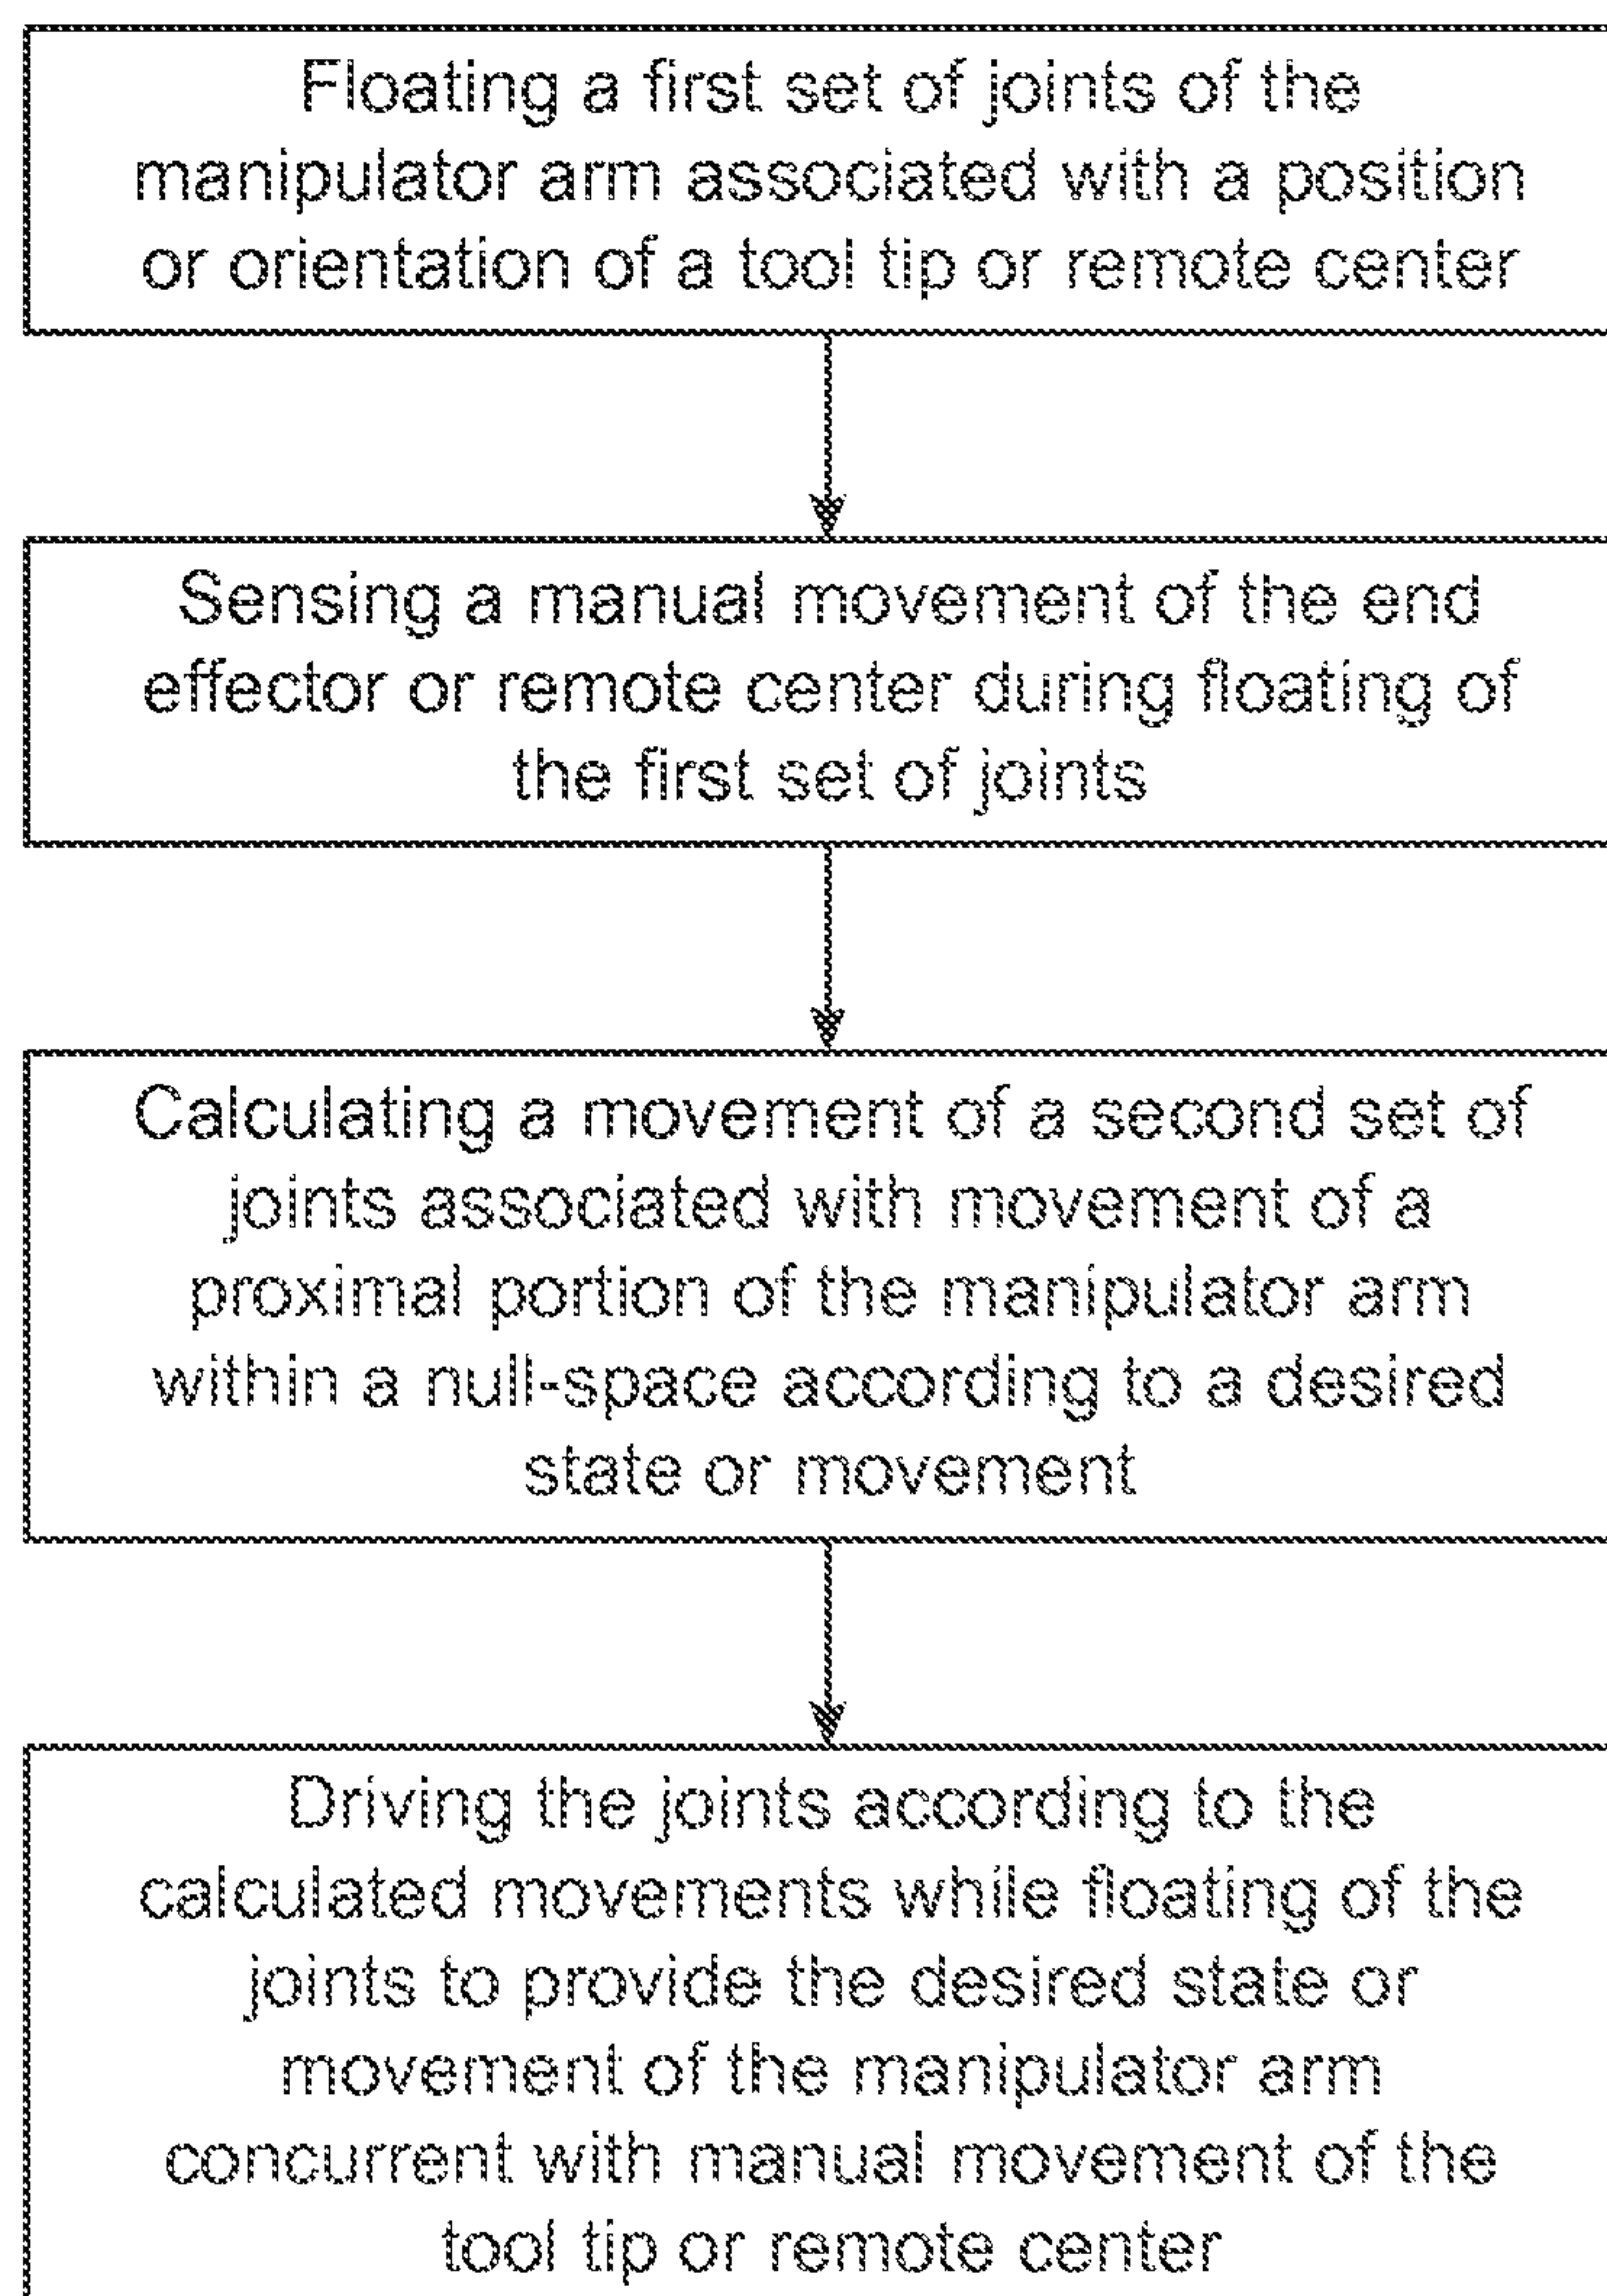 Floating a first set of joints of the
manipulator arm associated with a position
or orientation of a tool tip or remote center
Sensing a manual movement of the end
effector or remote center during floating of
the first set of joints
Calculating a movement of a second set of
joints associated with movement of a
proximal portion of the manipulator arm
within a null-space according to a desired
state or movement
Driving the joints according to the
calculated movements while floating of the
joints to provide the desired state or
movement of the manipulator arm
concurrent with manual movement of the
tool tip or remote center